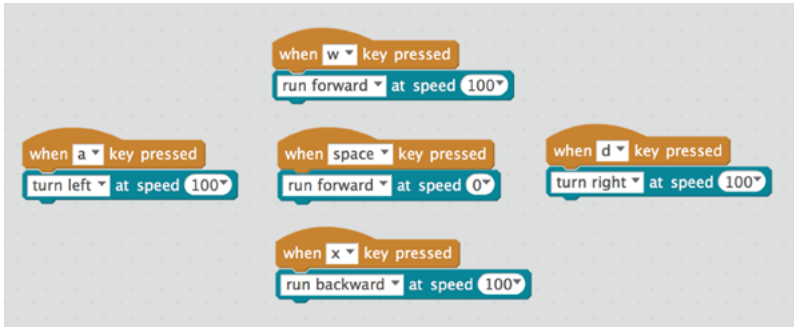 when w key pressed
run forward at speed 100
when a key pressed
turn left at speed 100
when space key pressed
run forward at speed 0
when d key pressed
turn right at speed 100
when x key pressed
run backward at speed 100